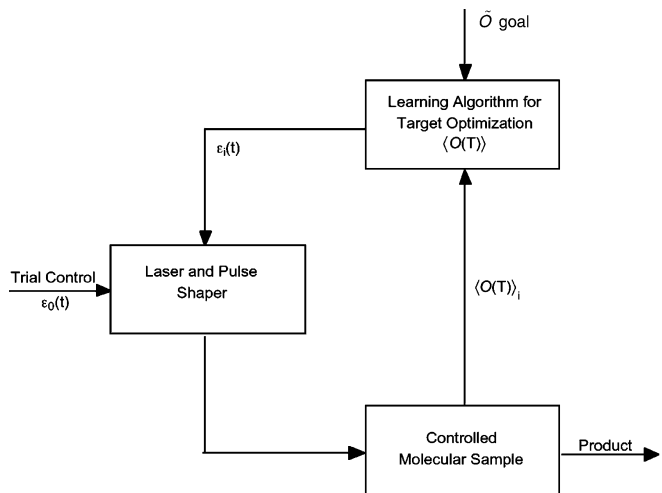 Õ goal
Learning Algorithm for
Target Optimization
⟨O(T)⟩
εi(t)
Trial Control
ε0(t)
Laser and Pulse
Shaper
⟨O(T)⟩i
Controlled
Molecular Sample
Product